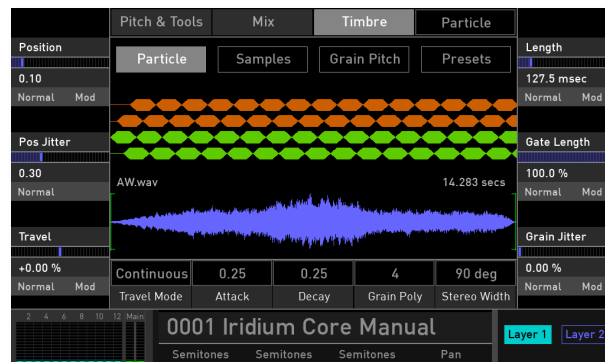 Pitch & Tools Mix Timbre Particle
Particle Samples Grain Pitch Presets
Position
0.10
Normal Mod
Pos Jitter
0.30
Normal
Travel
+0.00 %
Normal Mod
AW.wav 14.283 secs
Continuous 0.25 0.25 4 90 deg
Travel Mode Attack Decay Grain Poly Stereo Width
Length
127.5 msec
Normal Mod
Gate Length
100.0 %
Normal Mod
Grain Jitter
0.00 %
Normal Mod
2 4 6 8 10 12 Main
0001 Iridium Core Manual
Semitones Semitones Semitones Pan
Layer 1 Layer 2